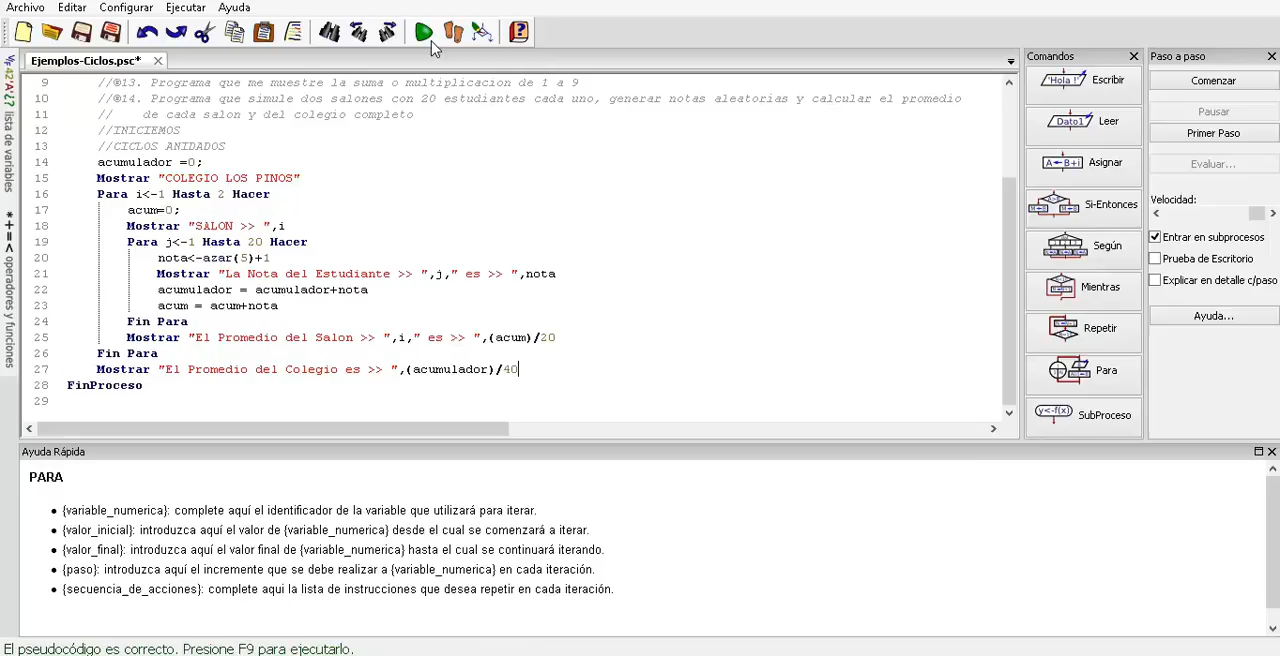 Archivo Editar Configurar Ejecutar Ayuda
Ejemplos-Ciclos.psc*
9 //®13. Programa que me muestre la suma o multiplicacion de 1 a 9
10 //®14. Programa que simule dos salones con 20 estudiantes cada uno, generar notas aleatorias y calcular el promedio
11 // de cada salon y del colegio completo
12 //INICIEMOS
13 //CICLOS ANIDADOS
14 acumulador =0;
15 Mostrar "COLEGIO LOS PINOS"
16 Para i<-1 Hasta 2 Hacer
17 acum=0;
18 Mostrar "SALON >> ",i
19 Para j<-1 Hasta 20 Hacer
20 nota<-azar(5)+1
21 Mostrar "La Nota del Estudiante >> ",j," es >> ",nota
22 acumulador = acumulador+nota
23 acum = acum+nota
24 Fin Para
25 Mostrar "El Promedio del Salon >> ",i," es >> ",(acum)/20
26 Fin Para
27 Mostrar "El Promedio del Colegio es >> ",(acumulador)/40
28 FinProceso
29
lista de variables
*+=< operadores y funciones
Comandos
'Hola !' Escribir
Dato1 Leer
A←B+i Asignar
Si-Entonces
Según
Mientras
Repetir
Para
y<-f(x) SubProceso
Paso a paso
Comenzar
Pausar
Primer Paso
Evaluar...
Velocidad:
Entrar en subprocesos
Prueba de Escritorio
Explicar en detalle c/paso
Ayuda...
Ayuda Rápida
PARA
• {variable_numerica}: complete aquí el identificador de la variable que utilizará para iterar.
• {valor_inicial}: introduzca aquí el valor de {variable_numerica} desde el cual se comenzará a iterar.
• {valor_final}: introduzca aquí el valor final de {variable_numerica} hasta el cual se continuará iterando.
• {paso}: introduzca aquí el incremente que se debe realizar a {variable_numerica} en cada iteración.
• {secuencia_de_acciones}: complete aqui la lista de instrucciones que desea repetir en cada iteración.
El pseudocódigo es correcto. Presione F9 para ejecutarlo.